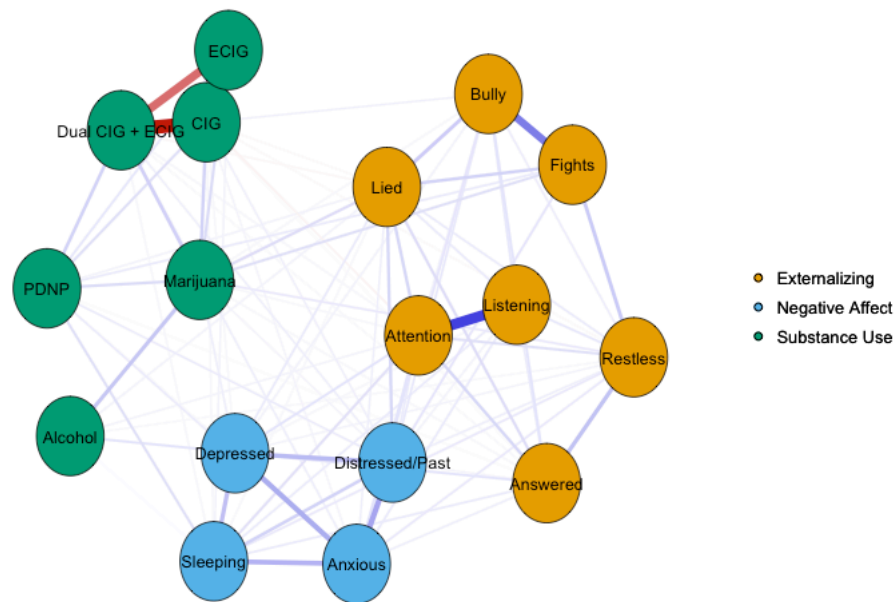 ECIG
Bully
Dual CIG + ECIG
CIG
Fights
Lied
PDNP
Marijuana
Listening
Attention
Restless
Externalizing
Negative Affect
Substance Use
Alcohol
Depressed
Distressed/Past
Answered
Sleeping
Anxious